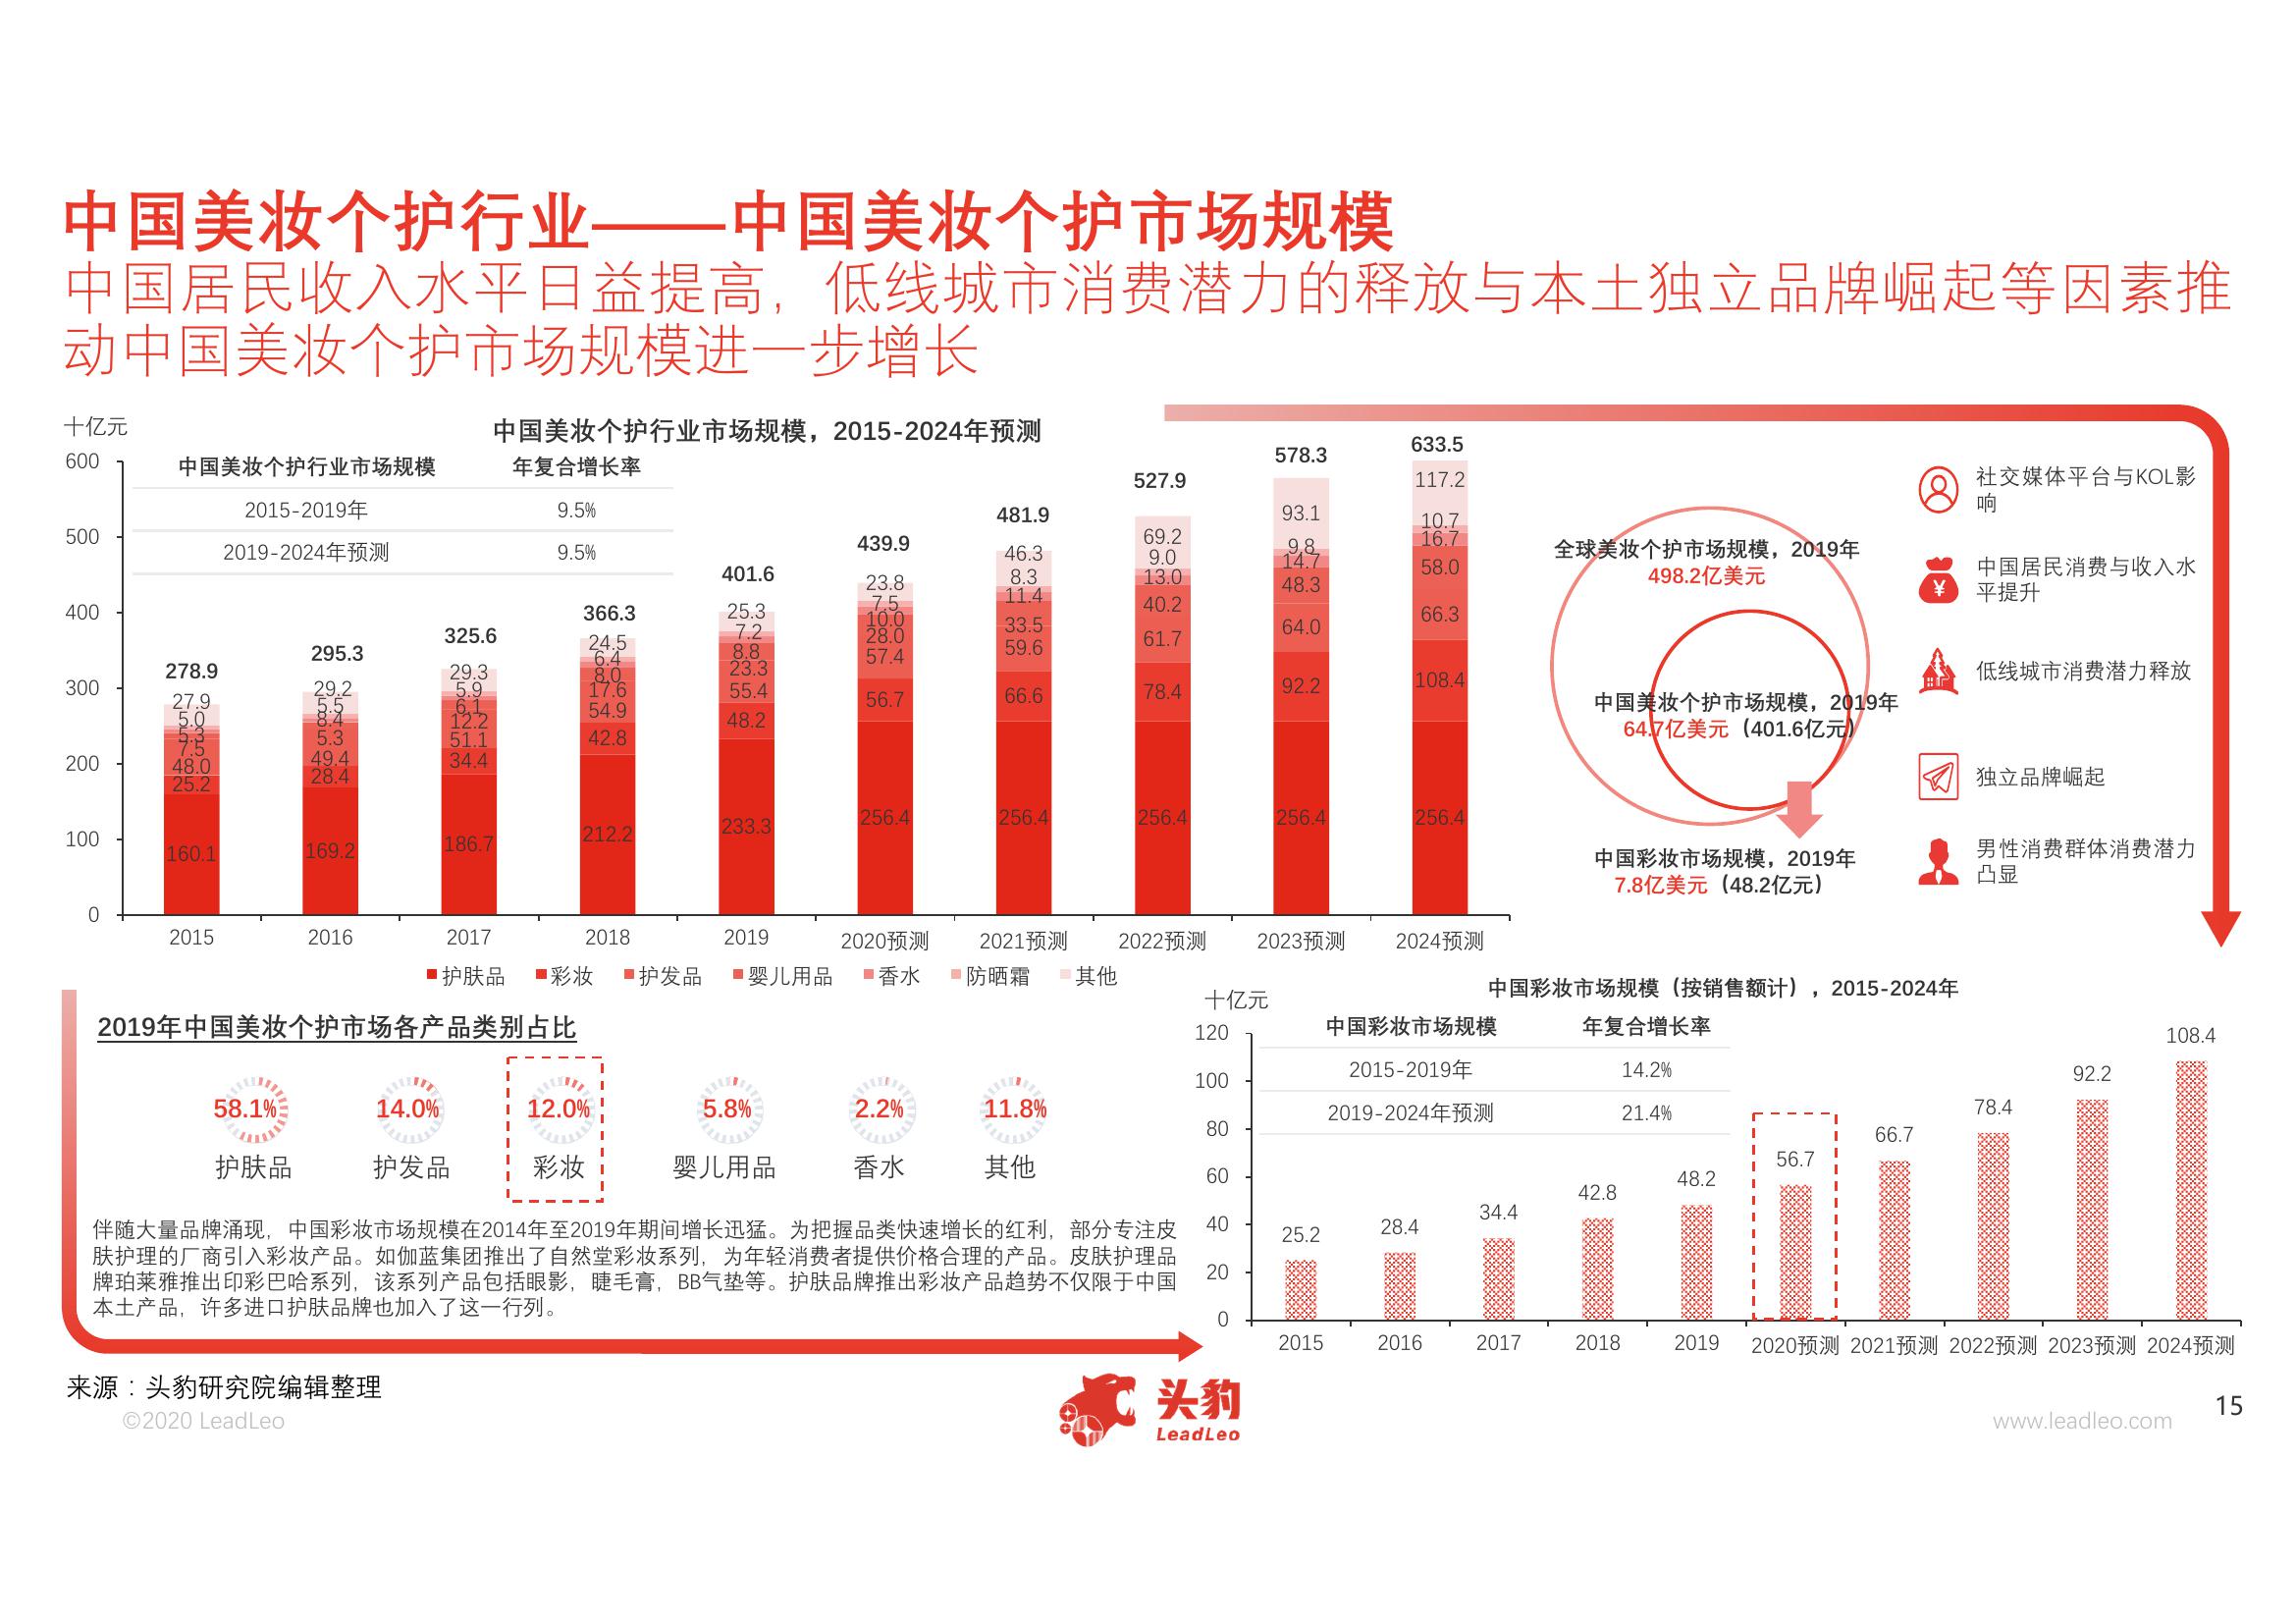 中国美妆个护行业——中国美妆个护市场规模
中国居民收入水平日益提高，低线城市消费潜力的释放与本土独立品牌崛起等因素推
动中国美妆个护市场规模进一步增长
十亿元
中国美妆个护行业市场规模，2015-2024年预测
中国美妆个护行业市场规模 年复合增长率
2015-2019年 9.5%
2019-2024年预测 9.5%
600
500
400
300
200
100
0
278.9
27.9
5.0
5.3
7.5
48.0
25.2
160.1
295.3
29.2
5.5
8.4
5.3
49.4
28.4
169.2
325.6
29.3
5.9
6.1
12.2
51.1
34.4
186.7
366.3
24.5
6.4
8.0
17.6
54.9
42.8
212.2
401.6
25.3
7.2
8.8
23.3
55.4
48.2
233.3
439.9
23.8
7.5
10.0
28.0
57.4
56.7
256.4
481.9
46.3
8.3
11.4
33.5
59.6
66.6
256.4
527.9
69.2
9.0
13.0
40.2
61.7
78.4
256.4
578.3
93.1
9.8
14.7
48.3
64.0
92.2
256.4
633.5
117.2
10.7
16.7
58.0
66.3
108.4
256.4
2015 2016 2017 2018 2019 2020预测 2021预测 2022预测 2023预测 2024预测
护肤品 彩妆 护发品 婴儿用品 香水 防晒霜 其他
全球美妆个护市场规模，2019年
498.2亿美元
中国美妆个护市场规模，2019年
64.7亿美元（401.6亿元）
中国彩妆市场规模，2019年
7.8亿美元（48.2亿元）
社交媒体平台与KOL影
响
中国居民消费与收入水
平提升
低线城市消费潜力释放
独立品牌崛起
男性消费群体消费潜力
凸显
2019年中国美妆个护市场各产品类别占比
58.1% 14.0% 12.0% 5.8% 2.2% 11.8%
护肤品 护发品 彩妆 婴儿用品 香水 其他
伴随大量品牌涌现，中国彩妆市场规模在2014年至2019年期间增长迅猛。为把握品类快速增长的红利，部分专注皮
肤护理的厂商引入彩妆产品。如伽蓝集团推出了自然堂彩妆系列，为年轻消费者提供价格合理的产品。皮肤护理品
牌珀莱雅推出印彩巴哈系列，该系列产品包括眼影，睫毛膏，BB气垫等。护肤品牌推出彩妆产品趋势不仅限于中国
本土产品，许多进口护肤品牌也加入了这一行列。
十亿元
中国彩妆市场规模（按销售额计），2015-2024年
中国彩妆市场规模 年复合增长率
2015-2019年 14.2%
2019-2024年预测 21.4%
120
100
80
60
40
20
0
25.2 28.4 34.4 42.8 48.2 56.7 66.7 78.4 92.2 108.4
2015 2016 2017 2018 2019 2020预测 2021预测 2022预测 2023预测 2024预测
来源：头豹研究院编辑整理
©2020 LeadLeo
头豹
LeadLeo
www.leadleo.com
15